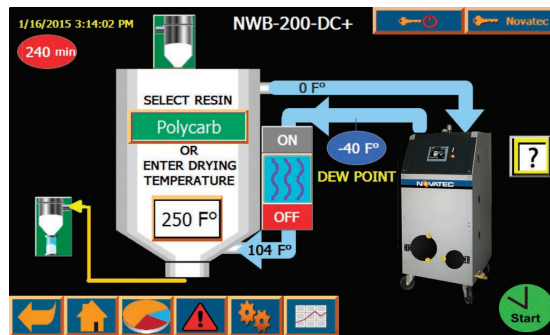 1/16/2015 3:14:02 PM
NWB-200-DC+
Novatec
240 min
0 F°
SELECT RESIN
Polycarb
OR
ENTER DRYING
TEMPERATURE
250 F°
ON
OFF
-40 F°
DEW POINT
NOVATEC
?
104 F°
Start